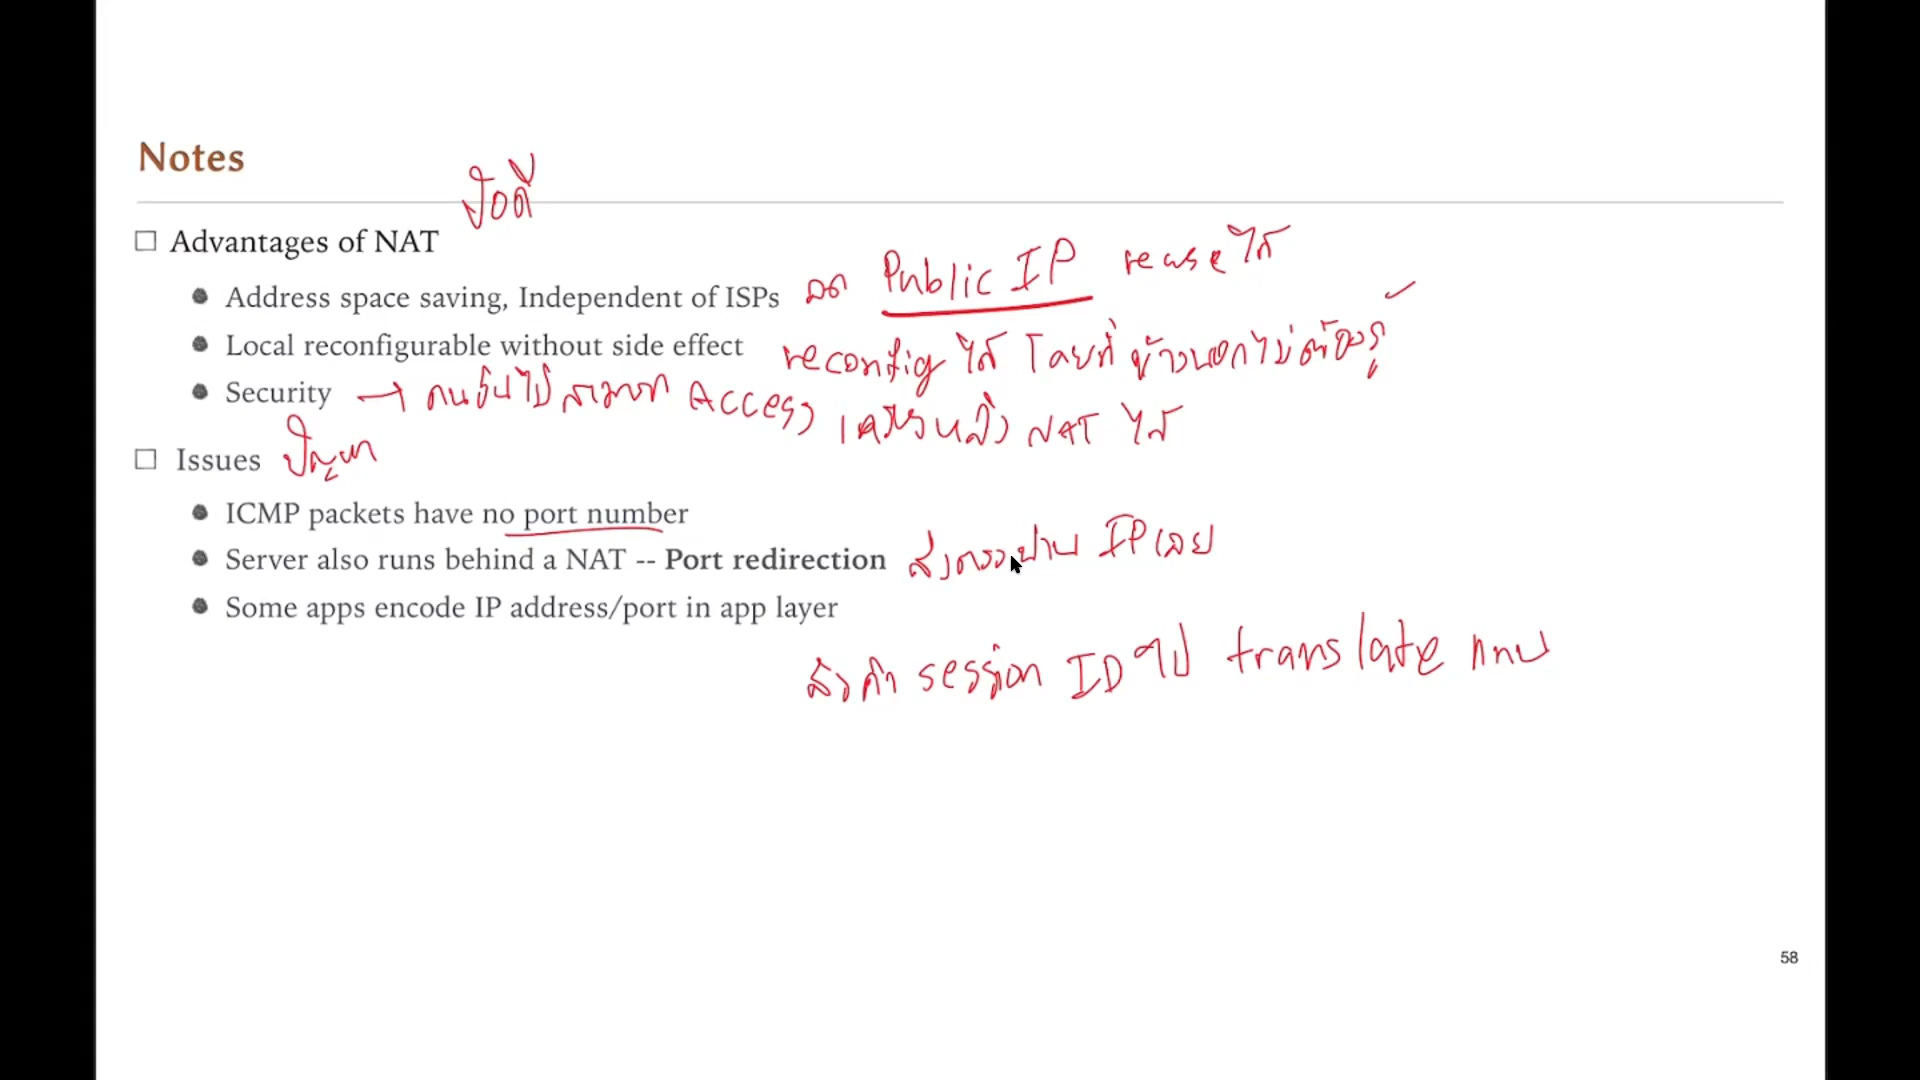 Notes
ข้อดี
Advantages of NAT
Address space saving, Independent of ISPs ลด Public IP reuse ได้
Local reconfigurable without side effect reconfig ได้ โดยที่ข้างนอกไม่ต้องรู้
Security → คนอื่นไม่สามารถ Access เครื่องหลัง NAT ได้
Issues ปัญหา
ICMP packets have no port number
Server also runs behind a NAT -- Port redirection ส่งตรงผ่าน IP เลย
Some apps encode IP address/port in app layer
ส่งค่า session ID ไป translate แทน
58